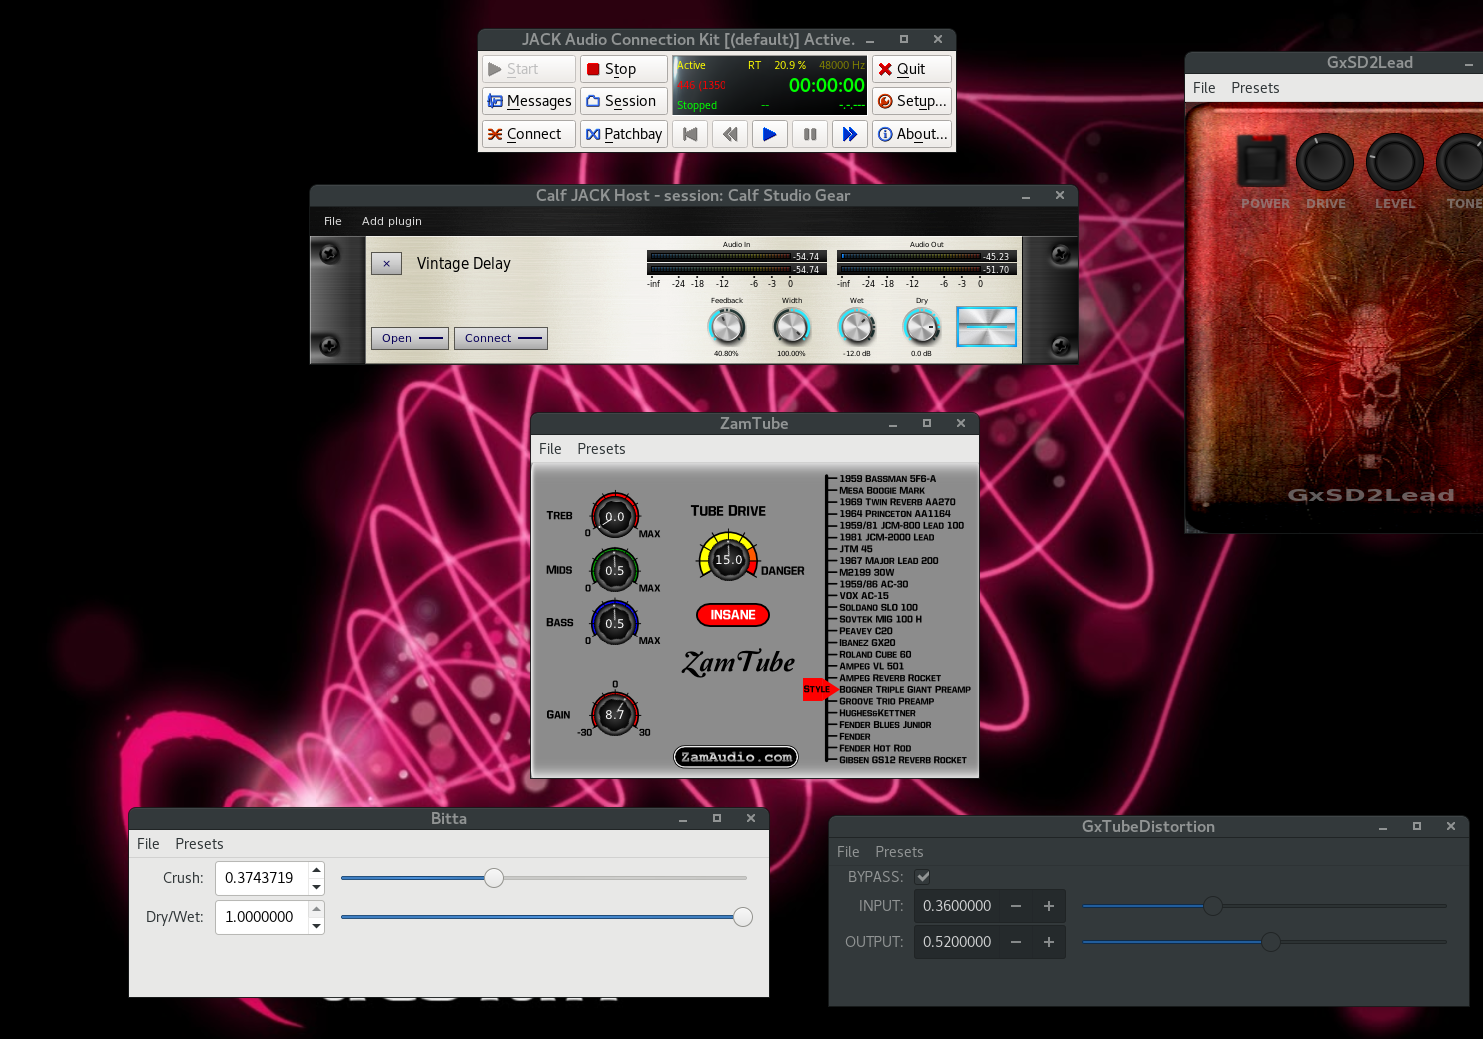 JACK Audio Connection Kit [(default)] Active.
Start
Stop
Active RT 20.9 % 48000 Hz
00:00:00
Quit
Messages
Session
Stopped -- -.-.---
Setup...
Connect
Patchbay
About...
GxSD2Lead
File Presets
POWER DRIVE LEVEL TONE
GxSD2Lead
Calf JACK Host - session: Calf Studio Gear
File Add plugin
× Vintage Delay
Audio In Audio Out
-54.74 -45.23
-54.74 -51.70
-inf -24 -18 -12 -6 -3 0 -inf -24 -18 -12 -6 -3 0
Feedback Width Wet Dry
Open Connect
40.80% 100.00% -12.0 dB 0.0 dB
ZamTube
File Presets
TREB 0.0
0 MAX
MIDS 0.5
0 MAX
BASS 0.5
0 MAX
0
GAIN 8.7
-30 30
TUBE DRIVE
15.0
DANGER
INSANE
ZamTube
ZamAudio.com
STYLE
1959 BASSMAN 5F6-A
MESA BOOGIE MARK
1969 TWIN REVERB AA270
1964 PRINCETON AA1164
1959/81 JCM-800 LEAD 100
1981 JCM-2000 LEAD
JTM 45
1967 MAJOR LEAD 200
M2199 30W
1959/86 AC-30
VOX AC-15
SOLDANO SLO 100
SOVTEK MIG 100 H
PEAVEY C20
IBANEZ GX20
ROLAND CUBE 60
AMPEG VL 501
AMPEG REVERB ROCKET
BOGNER TRIPLE GIANT PREAMP
GROOVE TRIO PREAMP
HUGHES&KETTNER
FENDER BLUES JUNIOR
FENDER
FENDER HOT ROD
GIBSEN GS12 REVERB ROCKET
Bitta
File Presets
Crush: 0.3743719
Dry/Wet: 1.0000000
GxTubeDistortion
File Presets
BYPASS:
INPUT: 0.3600000
OUTPUT: 0.5200000